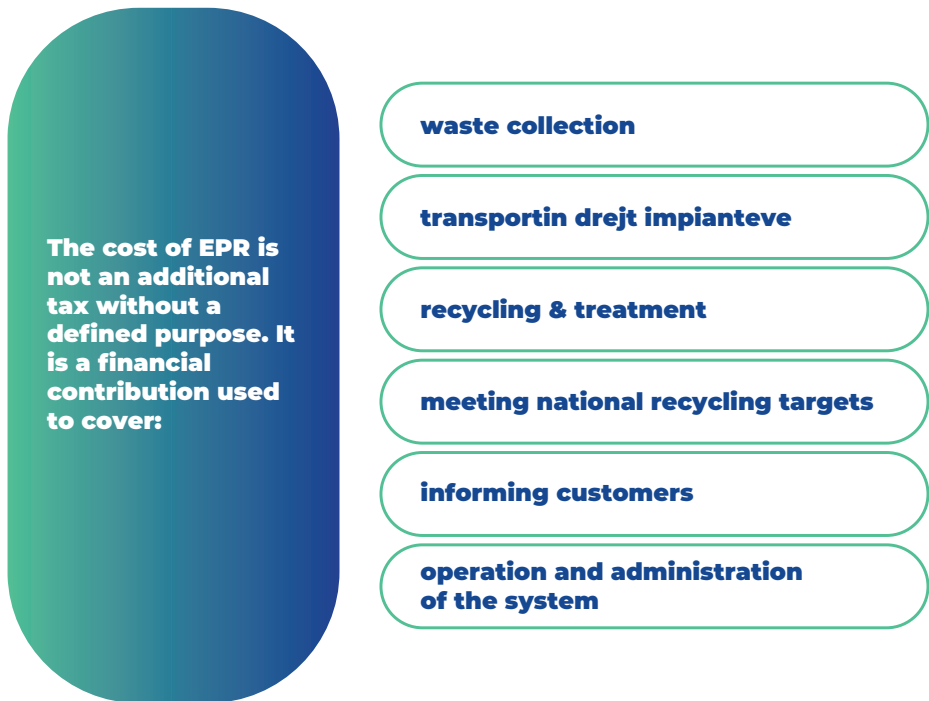 The cost of EPR is
not an additional
tax without a
defined purpose. It
is a financial
contribution used
to cover:
waste collection
transportin drejt impianteve
recycling & treatment
meeting national recycling targets
informing customers
operation and administration
of the system